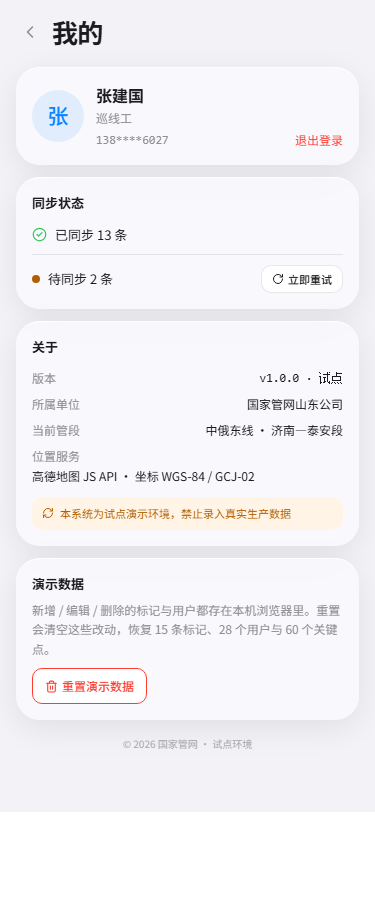 我的
张
张建国
巡线工
138****6027
退出登录
同步状态
已同步 13 条
待同步 2 条
立即重试
关于
版本
v1.0.0 · 试点
所属单位
国家管网山东公司
当前管段
中俄东线 · 济南—泰安段
位置服务
高德地图 JS API · 坐标 WGS-84 / GCJ-02
本系统为试点演示环境，禁止录入真实生产数据
演示数据
新增 / 编辑 / 删除的标记与用户都存在本机浏览器里。重置
会清空这些改动，恢复 15 条标记、28 个用户与 60 个关键
点。
重置演示数据
© 2026 国家管网 · 试点环境